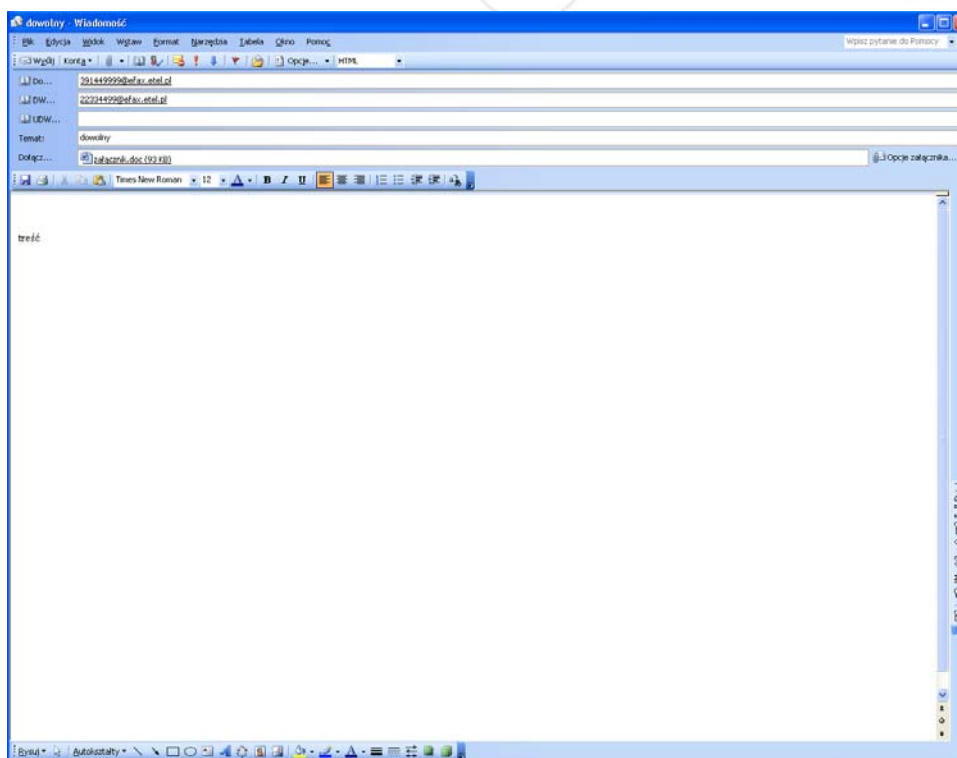 dowolny - Wiadomość
Plik Edycja Widok Wstaw Format Narzędzia Tabela Okno Pomoc Wpisz pytanie do Pomocy
Wyślij Konta Opcje... HTML
Do... 391449999@efax.etel.pl
DW... 22334499@efax.etel.pl
UDW...
Temat: dowolny
Dołącz... załącznik.doc (93 KB) Opcje załącznika...
Times New Roman 12 A B I U
treść
Rysuj Autokształty A